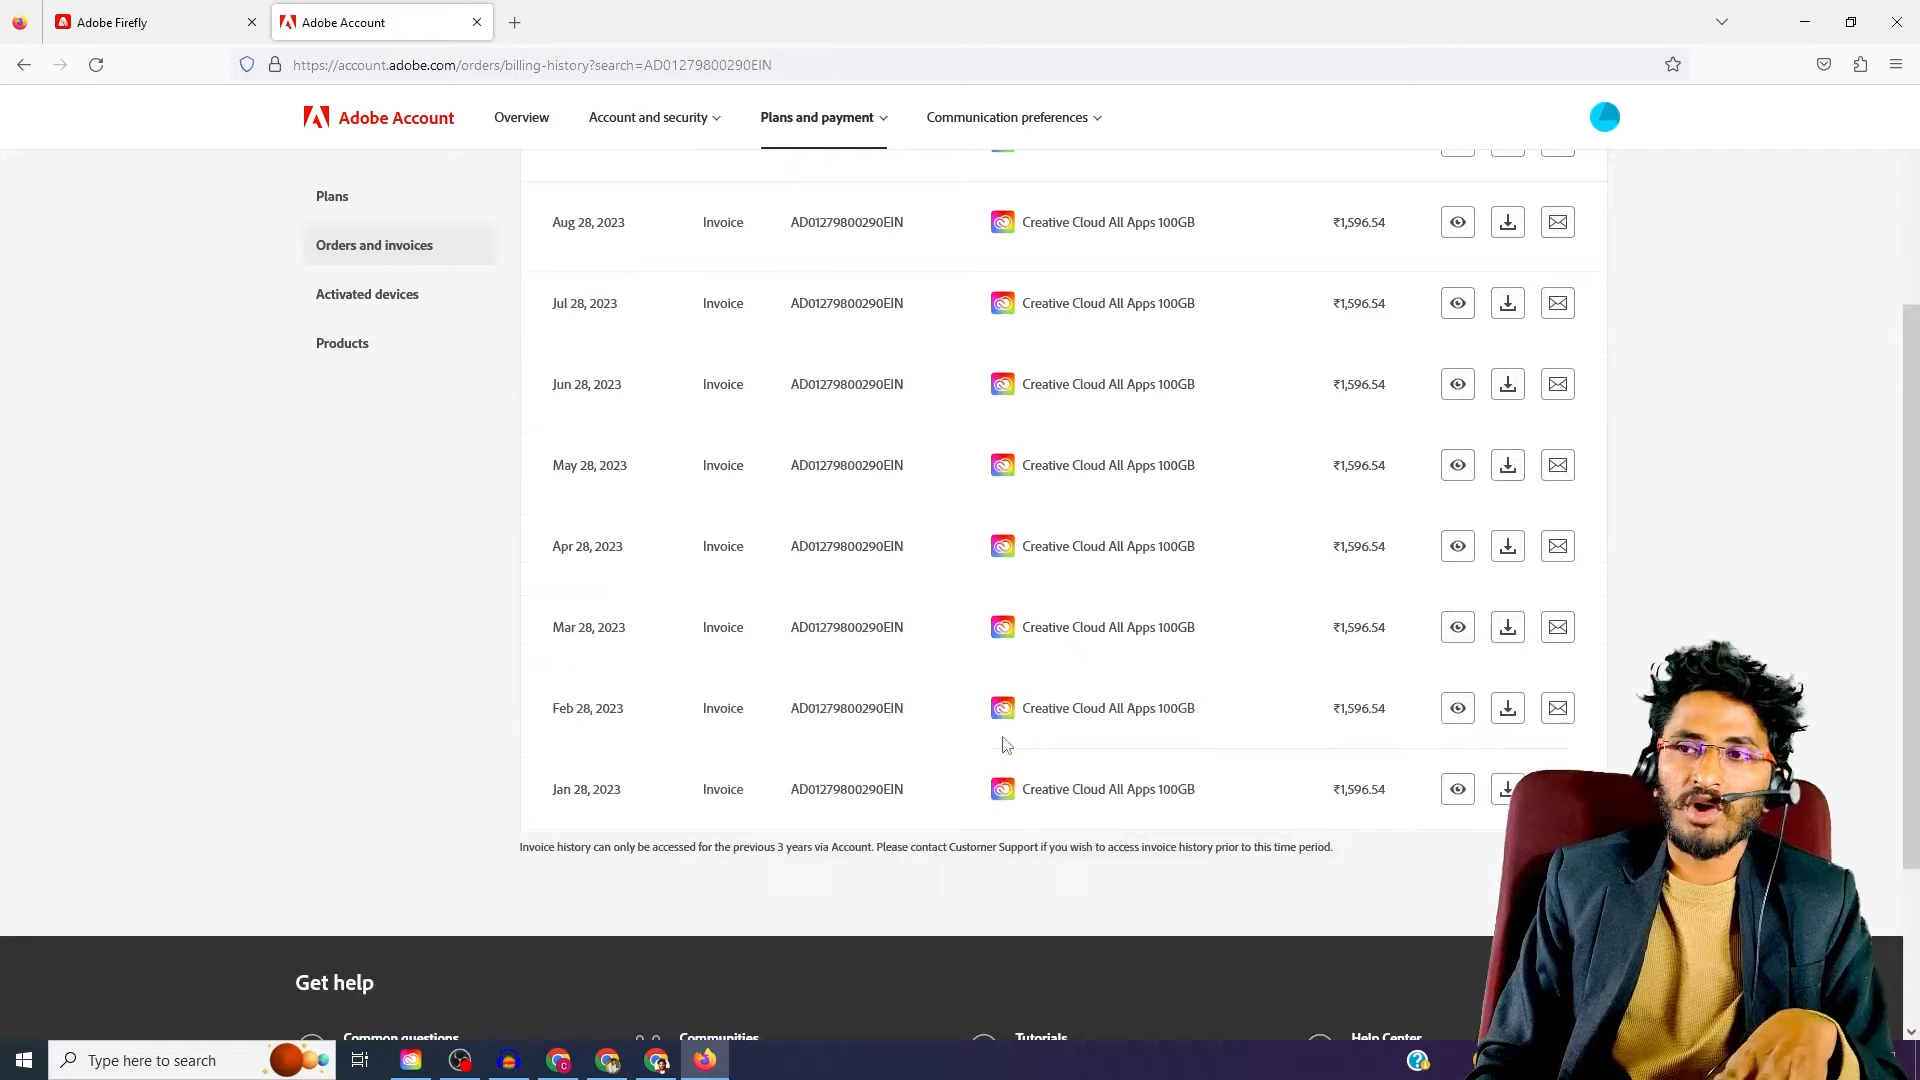 Adobe Firefly
Adobe Account
https://account.adobe.com/orders/billing-history?search=AD01279800290EIN
Adobe Account
Overview
Account and security
Plans and payment
Communication preferences
Plans
Orders and invoices
Activated devices
Products
Aug 28, 2023 Invoice AD01279800290EIN Creative Cloud All Apps 100GB ₹1,596.54
Jul 28, 2023 Invoice AD01279800290EIN Creative Cloud All Apps 100GB ₹1,596.54
Jun 28, 2023 Invoice AD01279800290EIN Creative Cloud All Apps 100GB ₹1,596.54
May 28, 2023 Invoice AD01279800290EIN Creative Cloud All Apps 100GB ₹1,596.54
Apr 28, 2023 Invoice AD01279800290EIN Creative Cloud All Apps 100GB ₹1,596.54
Mar 28, 2023 Invoice AD01279800290EIN Creative Cloud All Apps 100GB ₹1,596.54
Feb 28, 2023 Invoice AD01279800290EIN Creative Cloud All Apps 100GB ₹1,596.54
Jan 28, 2023 Invoice AD01279800290EIN Creative Cloud All Apps 100GB ₹1,596.54
Invoice history can only be accessed for the previous 3 years via Account. Please contact Customer Support if you wish to access invoice history prior to this time period.
Get help
Common questions
Communities
Tutorials
Help Center
Type here to search